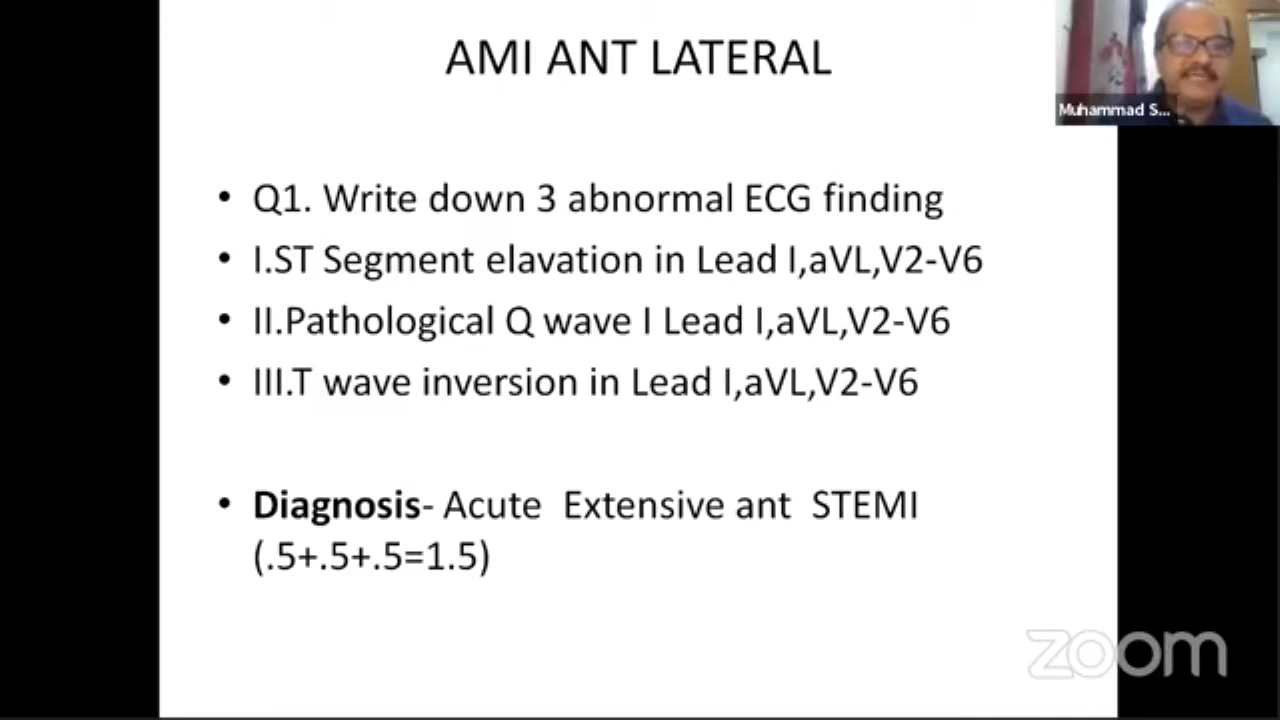 AMI ANT LATERAL
Muhammad S...
• Q1. Write down 3 abnormal ECG finding
• I.ST Segment elavation in Lead I,aVL,V2-V6
• II.Pathological Q wave I Lead I,aVL,V2-V6
• III.T wave inversion in Lead I,aVL,V2-V6
• Diagnosis- Acute Extensive ant STEMI
(.5+.5+.5=1.5)
zoom